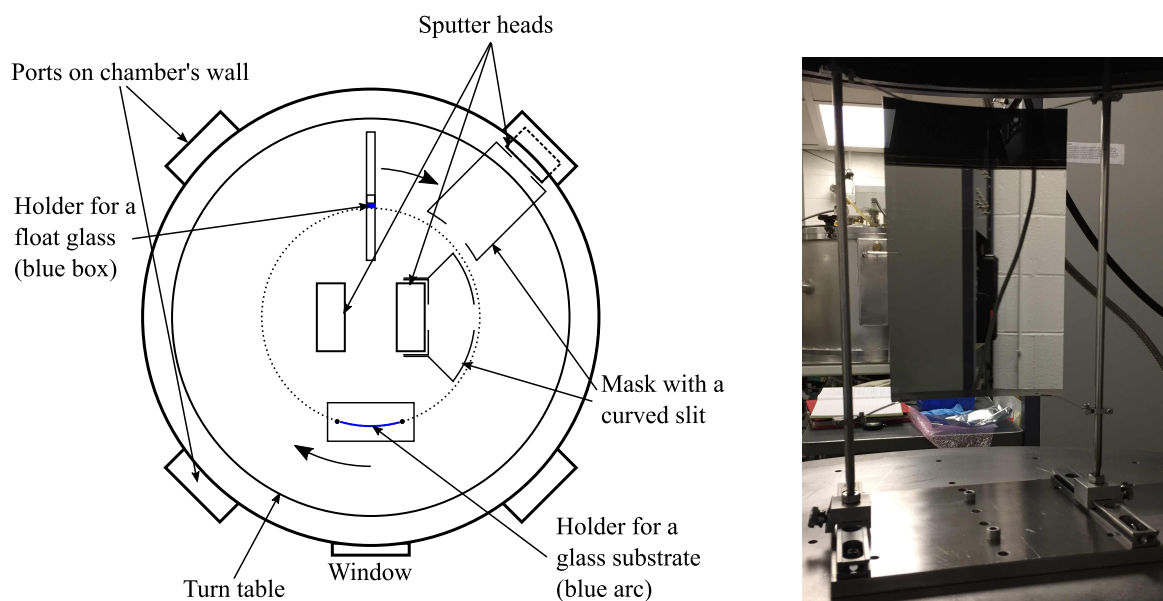 Sputter heads
Ports on chamber's wall
Holder for a
float glass
(blue box)
Mask with a
curved slit
Holder for a
glass substrate
(blue arc)
Window
Turn table